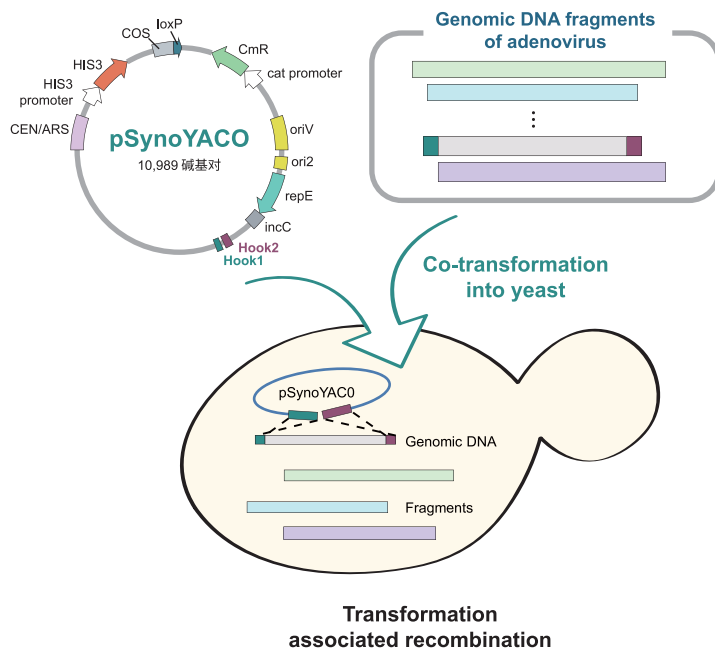 loxP
COS
CmR
HIS3
cat promoter
HIS3
promoter
CEN/ARS
pSynoYACO
10,989 碱基对
oriV
ori2
repE
incC
Hook2
Hook1
Genomic DNA fragments
of adenovirus
...
Co-transformation
into yeast
pSynoYAC0
Genomic DNA
Fragments
Transformation
associated recombination